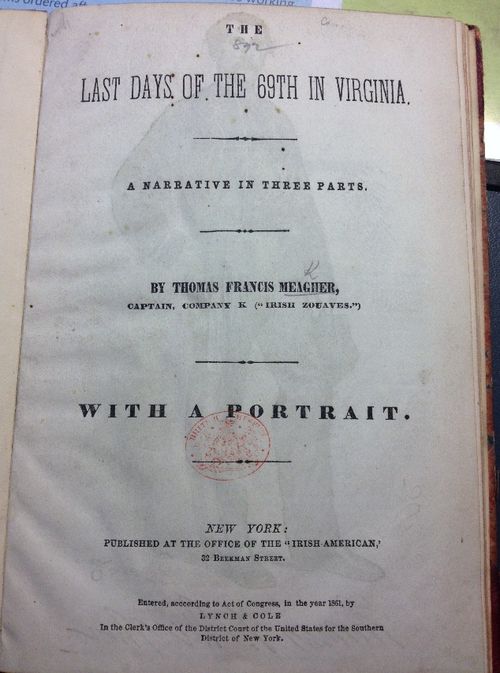 THE
LAST DAYS OF THE 69TH IN VIRGINIA.
A NARRATIVE IN THREE PARTS.
BY THOMAS FRANCIS MEAGHER,
CAPTAIN, COMPANY K ("IRISH ZOUAVES.")
WITH A PORTRAIT.
NEW YORK:
PUBLISHED AT THE OFFICE OF THE "IRISH-AMERICAN,'
32 BEEKMAN STREET.
Entered, acccording to Act of Congress, in the year 1861, by
LYNCH & COLE
In the Clerk's Office of the District Court of the United States for the Southern
District of New York.